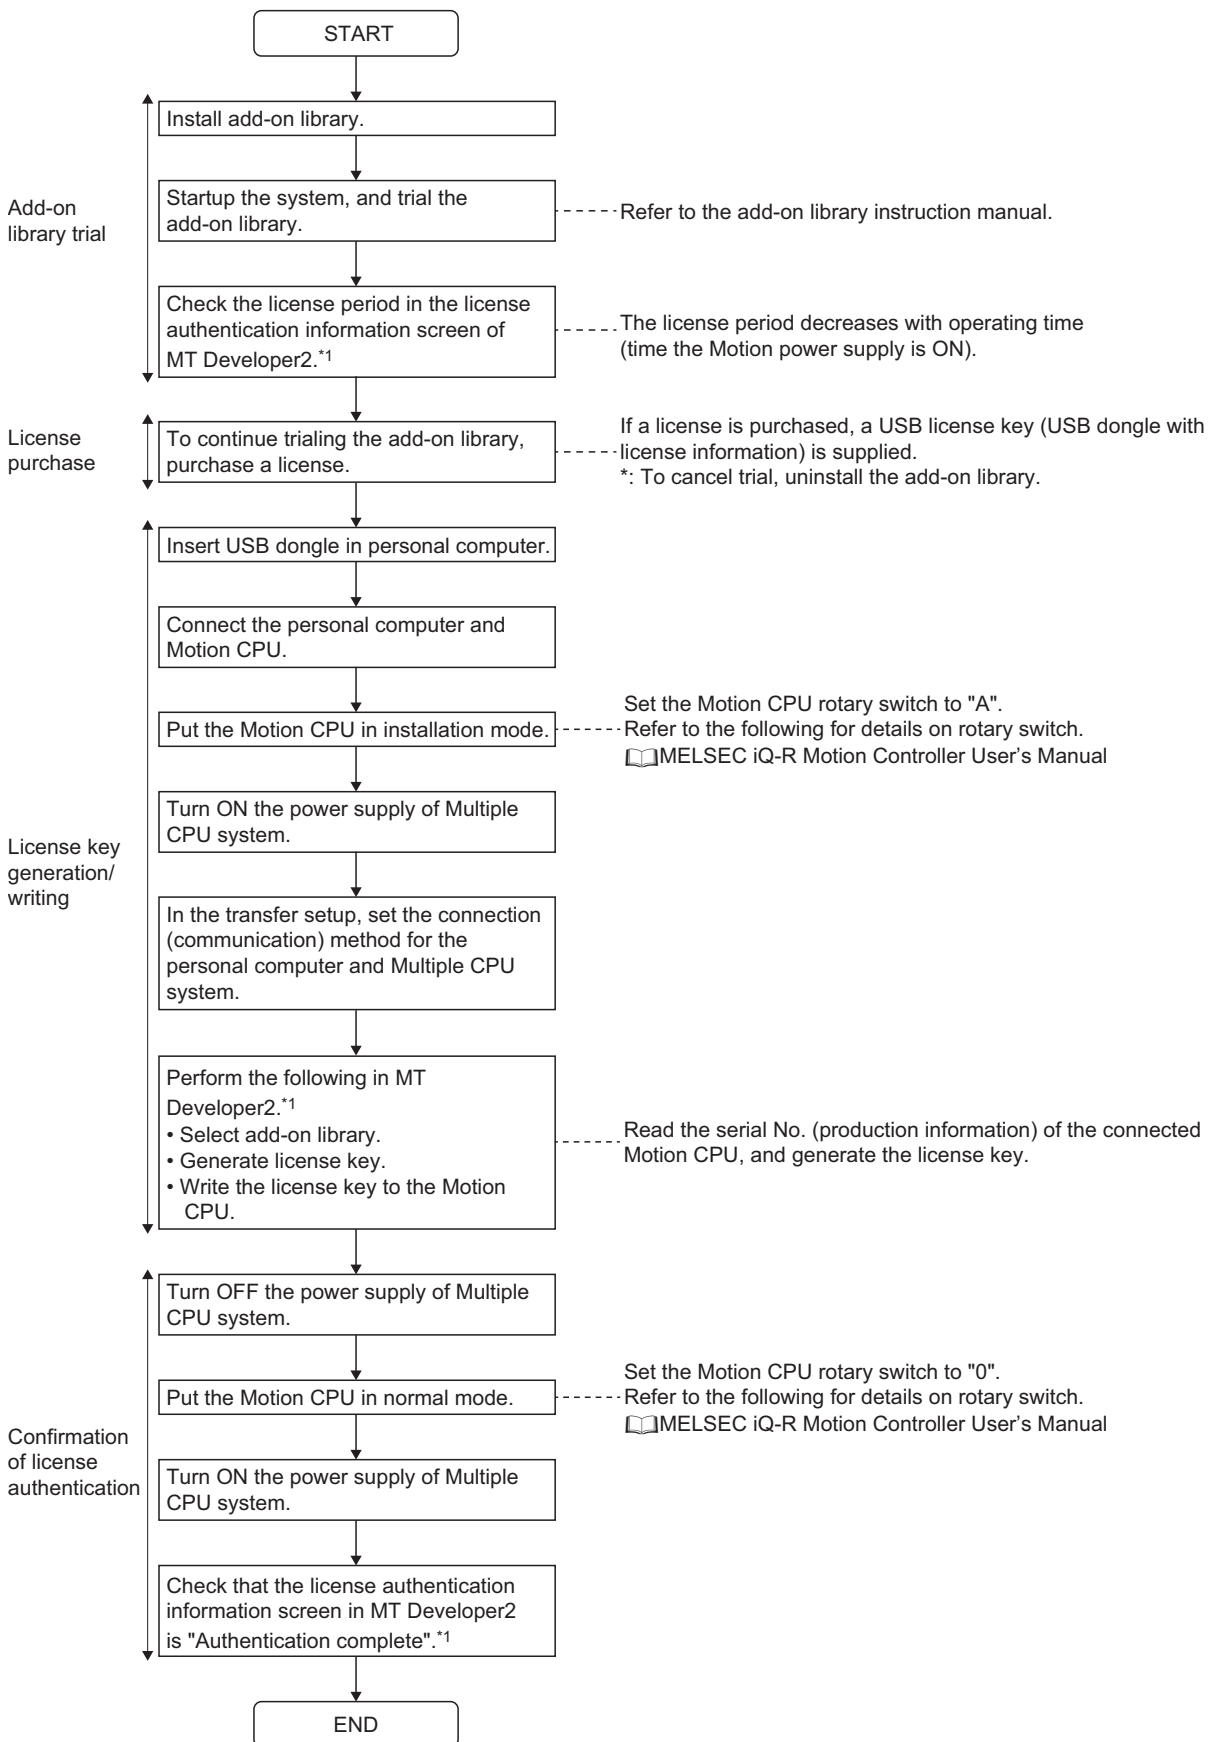 START
Add-on
library trial
Install add-on library.
Startup the system, and trial the
add-on library.
Refer to the add-on library instruction manual.
Check the license period in the license
authentication information screen of
MT Developer2.*1
The license period decreases with operating time
(time the Motion power supply is ON).
License
purchase
To continue trialing the add-on library,
purchase a license.
If a license is purchased, a USB license key (USB dongle with
license information) is supplied.
*: To cancel trial, uninstall the add-on library.
License key
generation/
writing
Insert USB dongle in personal computer.
Connect the personal computer and
Motion CPU.
Put the Motion CPU in installation mode.
Set the Motion CPU rotary switch to "A".
Refer to the following for details on rotary switch.
MELSEC iQ-R Motion Controller User's Manual
Turn ON the power supply of Multiple
CPU system.
In the transfer setup, set the connection
(communication) method for the
personal computer and Multiple CPU
system.
Perform the following in MT
Developer2.*1
• Select add-on library.
• Generate license key.
• Write the license key to the Motion
CPU.
Read the serial No. (production information) of the connected
Motion CPU, and generate the license key.
Confirmation
of license
authentication
Turn OFF the power supply of Multiple
CPU system.
Put the Motion CPU in normal mode.
Set the Motion CPU rotary switch to "0".
Refer to the following for details on rotary switch.
MELSEC iQ-R Motion Controller User's Manual
Turn ON the power supply of Multiple
CPU system.
Check that the license authentication
information screen in MT Developer2
is "Authentication complete".*1
END